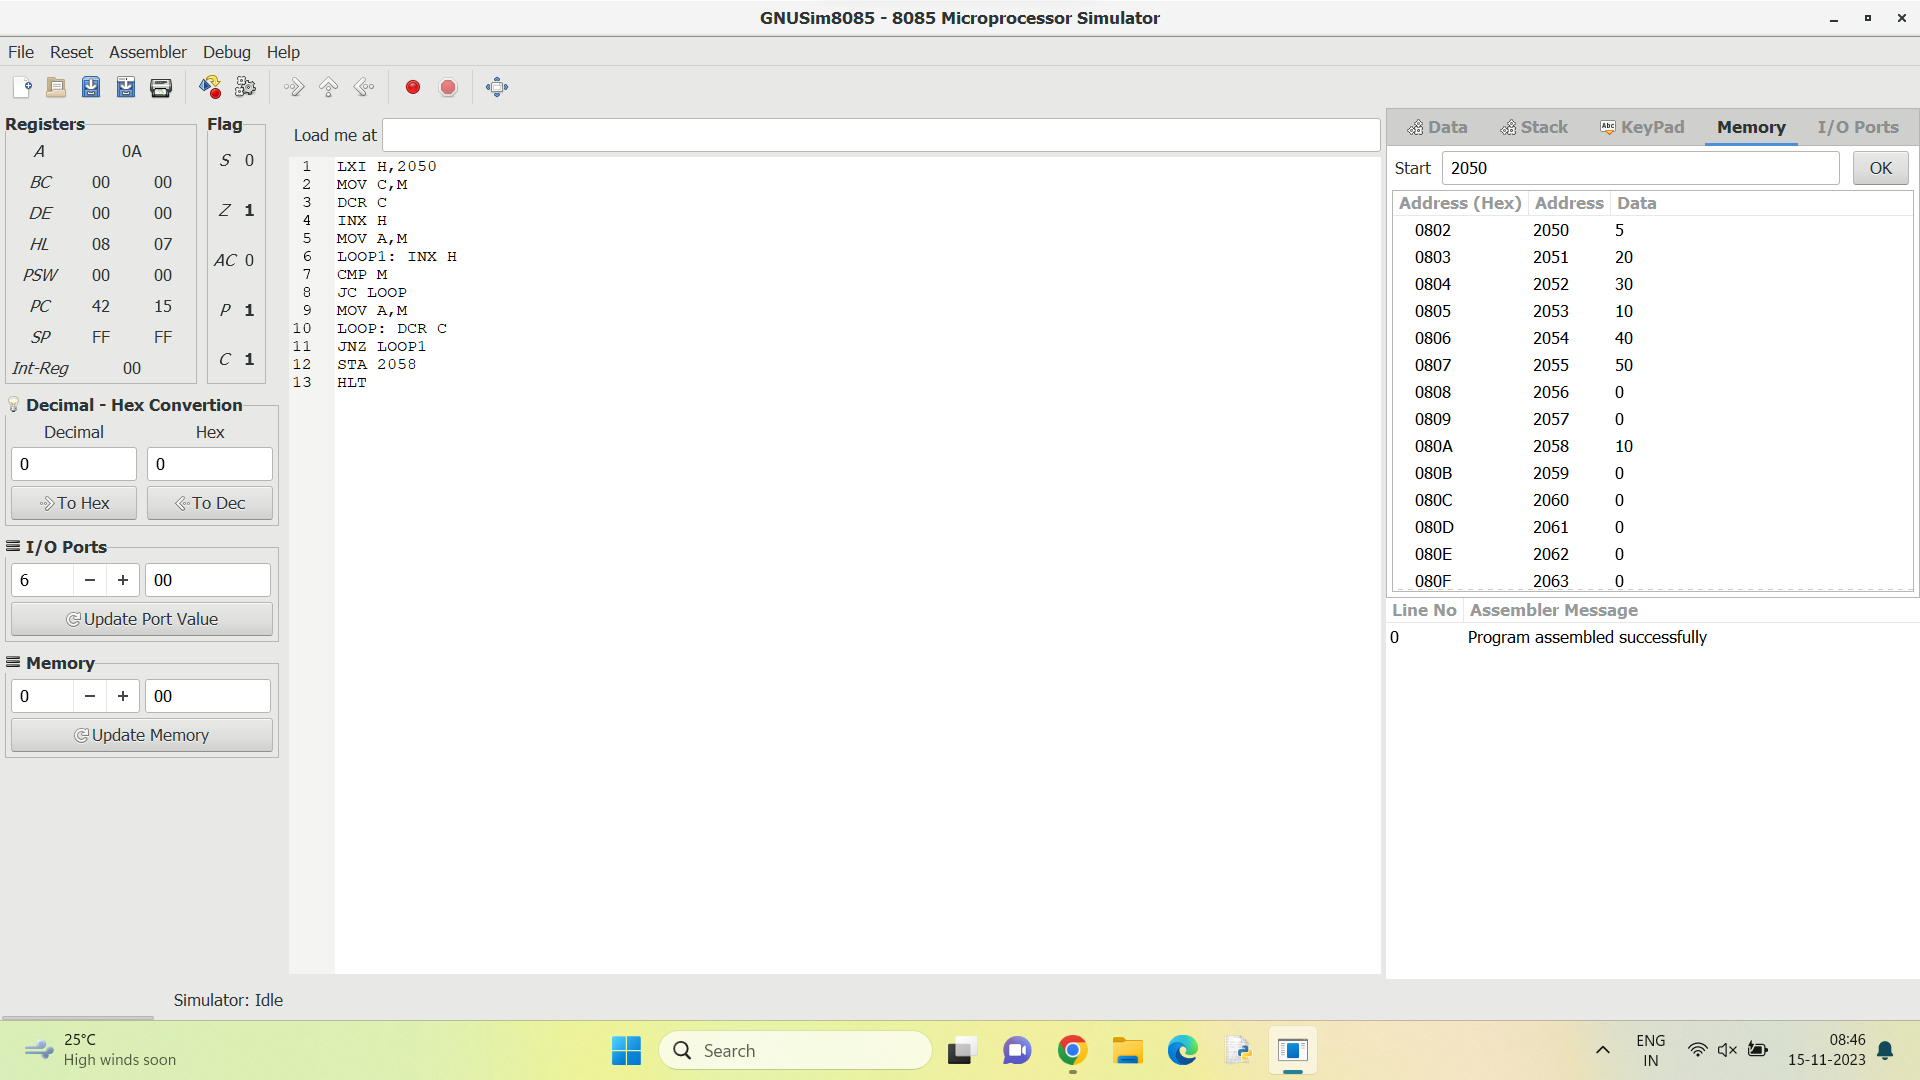 GNUSim8085 - 8085 Microprocessor Simulator
File Reset Assembler Debug Help
Registers
A 0A
BC 00 00
DE 00 00
HL 08 07
PSW 00 00
PC 42 15
SP FF FF
Int-Reg 00
Flag
S 0
Z 1
AC 0
P 1
C 1
Decimal - Hex Convertion
Decimal Hex
0 0
To Hex To Dec
I/O Ports
6 − + 00
Update Port Value
Memory
0 − + 00
Update Memory
Load me at
1 LXI H,2050
2 MOV C,M
3 DCR C
4 INX H
5 MOV A,M
6 LOOP1: INX H
7 CMP M
8 JC LOOP
9 MOV A,M
10 LOOP: DCR C
11 JNZ LOOP1
12 STA 2058
13 HLT
Data Stack Abc KeyPad Memory I/O Ports
Start 2050 OK
Address (Hex) Address Data
0802 2050 5
0803 2051 20
0804 2052 30
0805 2053 10
0806 2054 40
0807 2055 50
0808 2056 0
0809 2057 0
080A 2058 10
080B 2059 0
080C 2060 0
080D 2061 0
080E 2062 0
080F 2063 0
Line No Assembler Message
0 Program assembled successfully
Simulator: Idle
25°C
High winds soon
Search
ENG
IN
08:46
15-11-2023